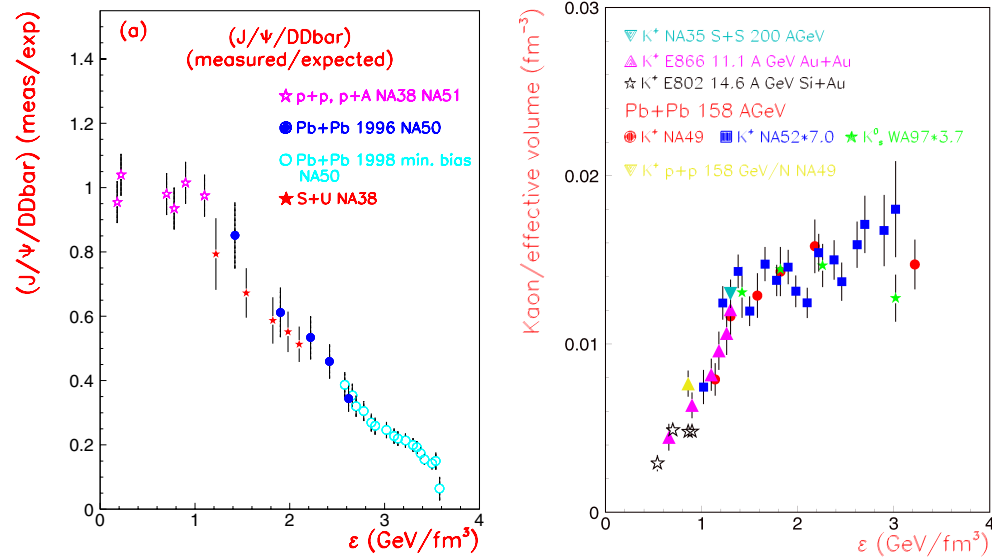 (J/Ψ/DDbar) (meas/exp)
(a)
(J/Ψ/DDbar)
(measured/expected)
p+p, p+A NA38 NA51
Pb+Pb 1996 NA50
Pb+Pb 1998 min. bias
NA50
S+U NA38
1.4
1.2
1
0.8
0.6
0.4
0.2
0
0 1 2 3 4
ε (GeV/fm³)
Kaon/effective volume (fm⁻³)
K⁺ NA35 S+S 200 AGeV
K⁺ E866 11.1 A GeV Au+Au
K⁺ E802 14.6 A GeV Si+Au
Pb+Pb 158 AGeV
K⁺ NA49 K⁺ NA52*7.0 K⁰ₛ WA97*3.7
K⁺ p+p 158 GeV/N NA49
0.03
0.02
0.01
0
0 1 2 3 4
ε (GeV/fm³)